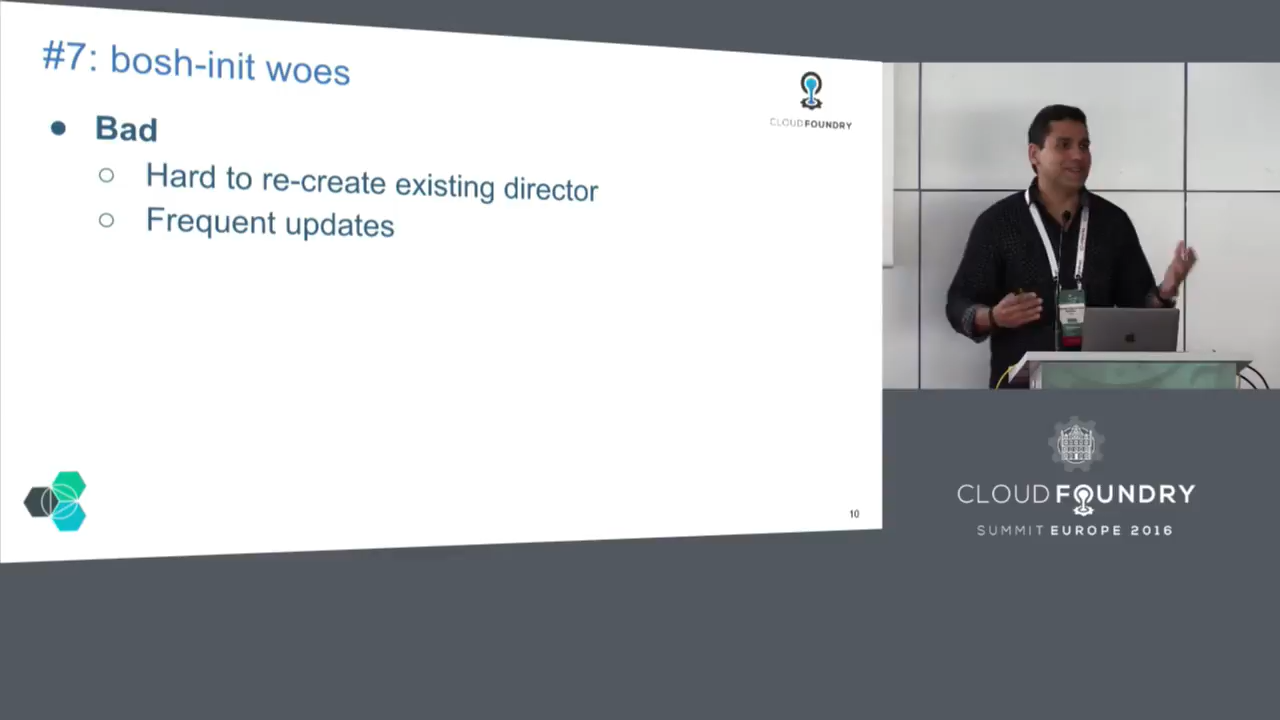 #7: bosh-init woes
CLOUDFOUNDRY
● Bad
○ Hard to re-create existing director
○ Frequent updates
10
CLOUD FOUNDRY
SUMMIT EUROPE 2016